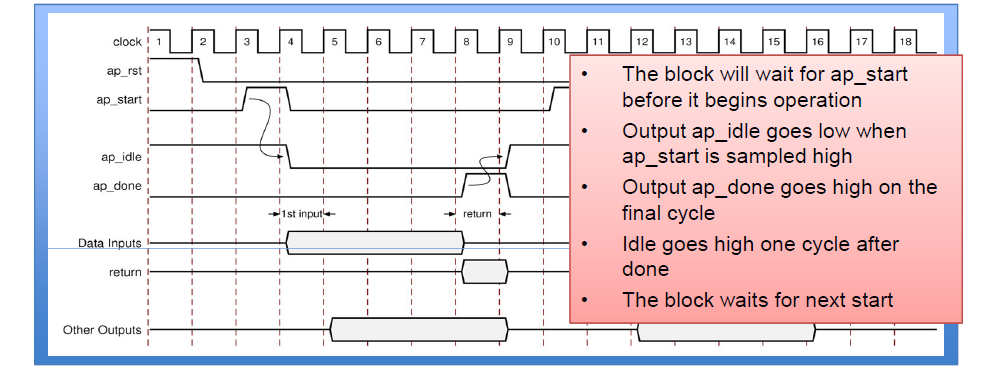 clock 1 2 3 4 5 6 7 8 9 10 11 12 13 14 15 16 17 18
ap_rst
ap_start
ap_idle
ap_done
1st input return
Data Inputs
return
Other Outputs
• The block will wait for ap_start
before it begins operation
• Output ap_idle goes low when
ap_start is sampled high
• Output ap_done goes high on the
final cycle
• Idle goes high one cycle after
done
• The block waits for next start